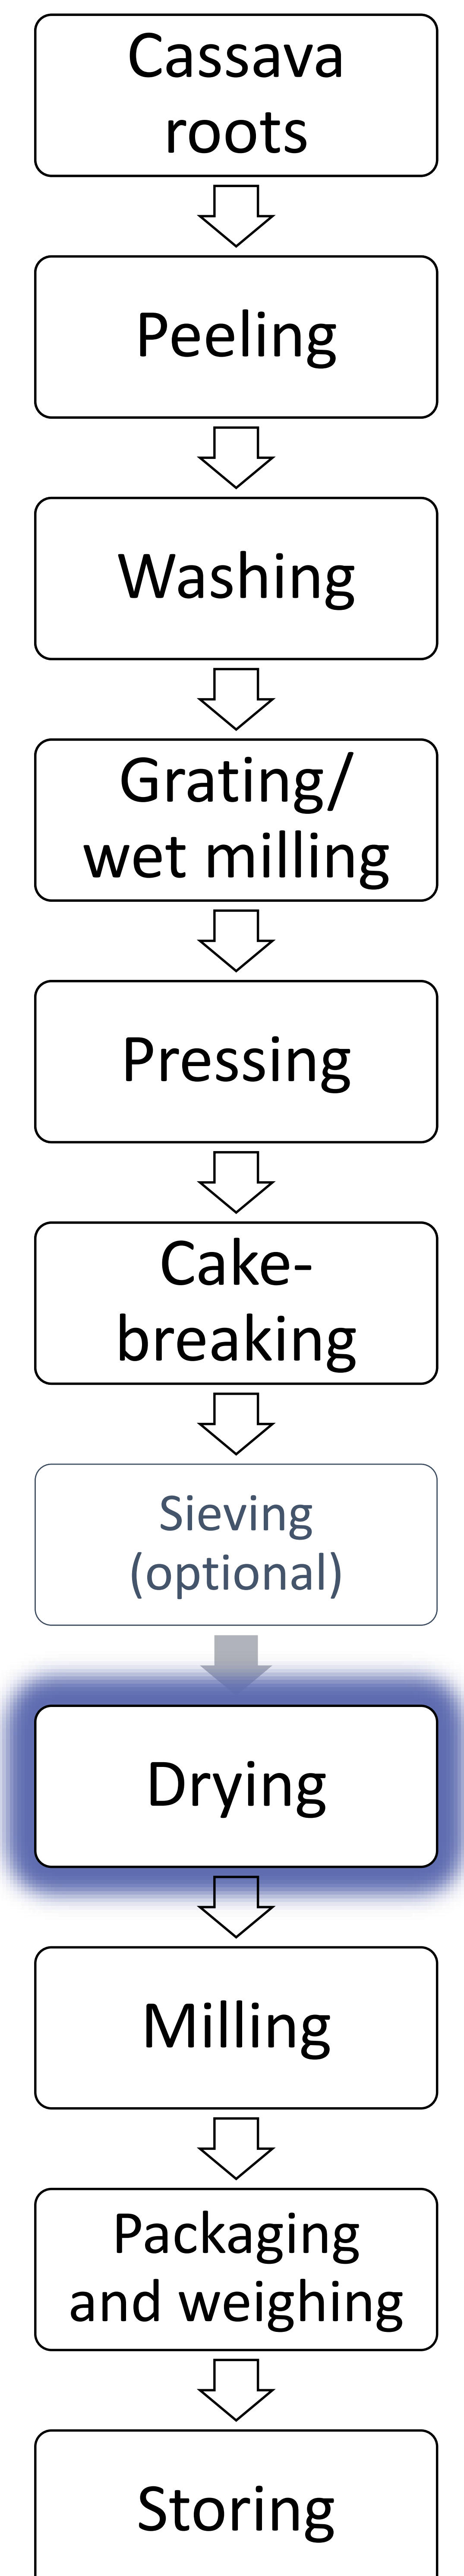 Cassava
roots
Peeling
Washing
Grating/
wet milling
Pressing
Cake-
breaking
Sieving
(optional)
Drying
Milling
Packaging
and weighing
Storing